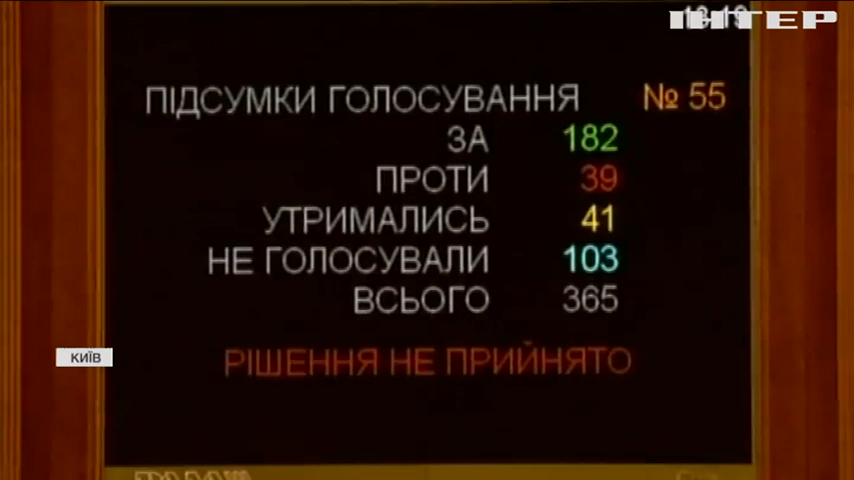 ІНТЕР
ПІДСУМКИ ГОЛОСУВАННЯ № 55
ЗА 182
ПРОТИ 39
УТРИМАЛИСЬ 41
НЕ ГОЛОСУВАЛИ 103
ВСЬОГО 365
КИЇВ
РІШЕННЯ НЕ ПРИЙНЯТО